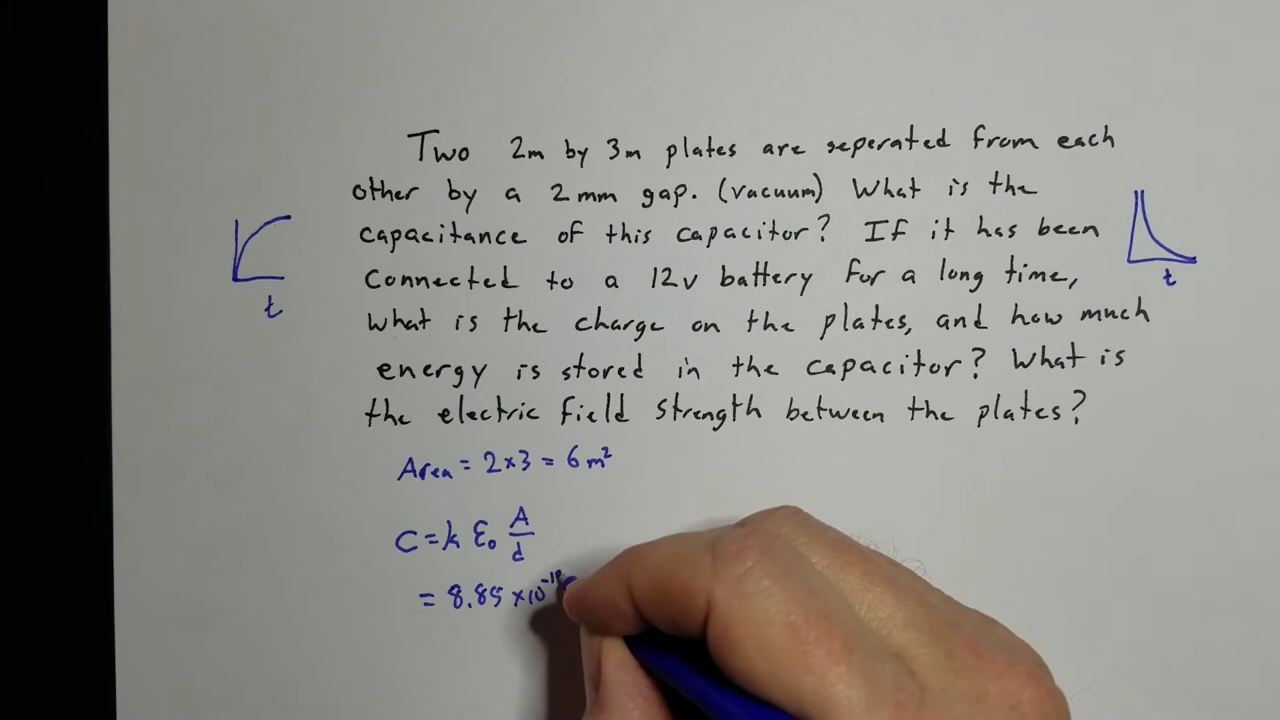 Two 2m by 3m plates are seperated from each
other by a 2mm gap. (vacuum) What is the
capacitance of this capacitor? If it has been
connected to a 12v battery for a long time,
t
t
what is the charge on the plates, and how much
energy is stored in the capacitor? What is
the electric field strength between the plates?
Area = 2×3 = 6m²
C = k ε₀ A/d
= 8.85 ×10